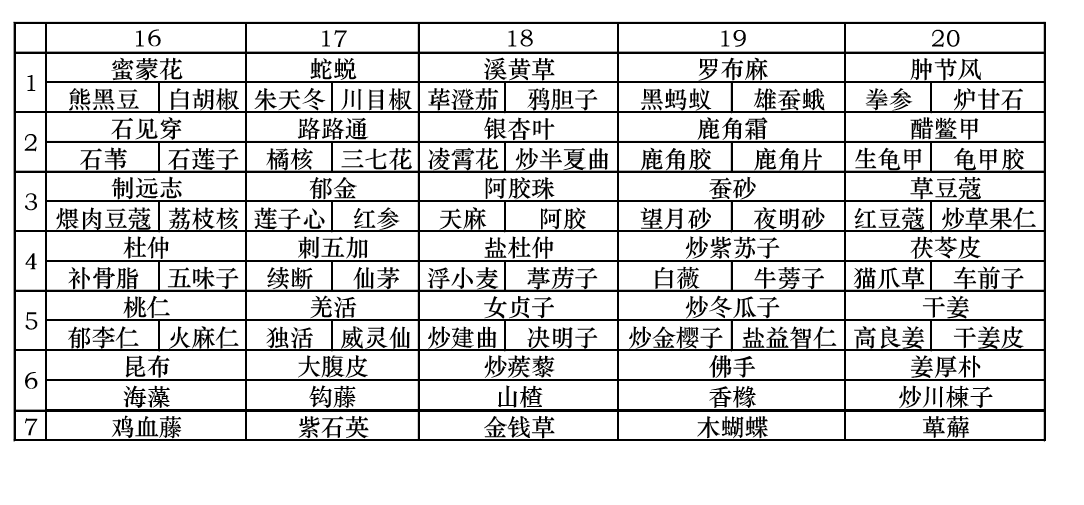 16 17 18 19 20
1
蜜蒙花 蛇蜕 溪黄草 罗布麻 肿节风
熊黑豆 白胡椒 朱天冬 川目椒 荜澄茄 鸦胆子 黑蚂蚁 雄蚕蛾 拳参 炉甘石
2
石见穿 路路通 银杏叶 鹿角霜 醋鳖甲
石苇 石莲子 橘核 三七花 凌霄花 炒半夏曲 鹿角胶 鹿角片 生龟甲 龟甲胶
3
制远志 郁金 阿胶珠 蚕砂 草豆蔻
煨肉豆蔻 荔枝核 莲子心 红参 天麻 阿胶 望月砂 夜明砂 红豆蔻 炒草果仁
4
杜仲 刺五加 盐杜仲 炒紫苏子 茯苓皮
补骨脂 五味子 续断 仙茅 浮小麦 葶苈子 白薇 牛蒡子 猫爪草 车前子
5
桃仁 羌活 女贞子 炒冬瓜子 干姜
郁李仁 火麻仁 独活 威灵仙 炒建曲 决明子 炒金樱子 盐益智仁 高良姜 干姜皮
6
昆布 大腹皮 炒蒺藜 佛手 姜厚朴
海藻 钩藤 山楂 香橼 炒川楝子
7 鸡血藤 紫石英 金钱草 木蝴蝶 萆薢